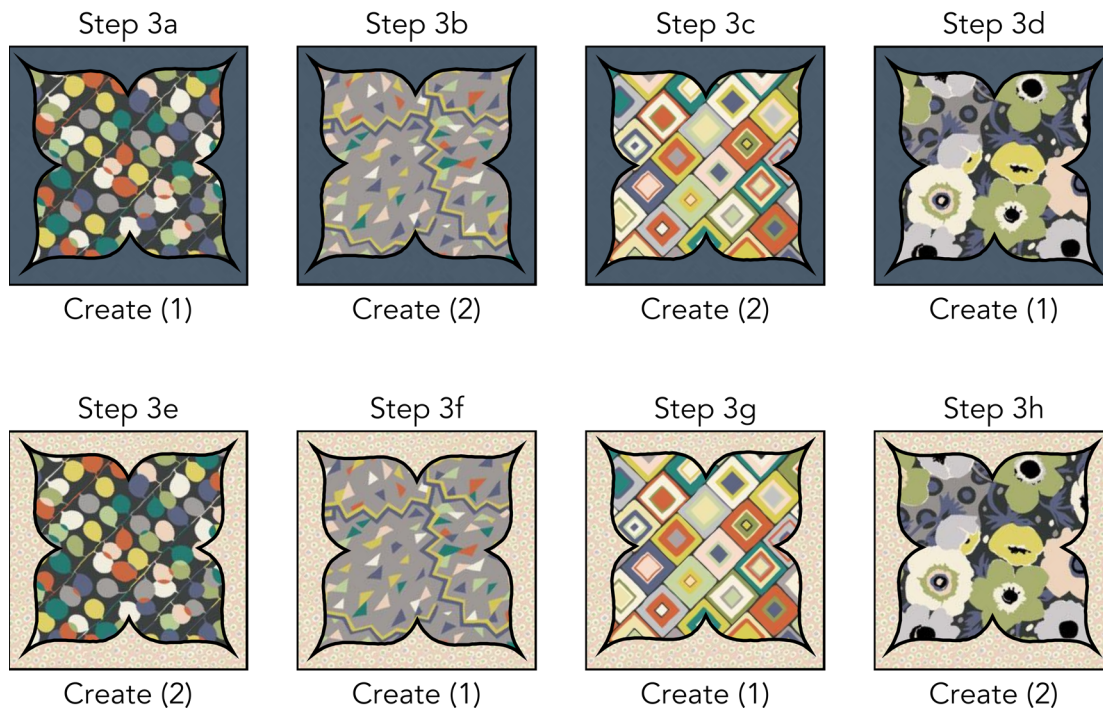 Step 3a
Step 3b
Step 3c
Step 3d
Create (1)
Create (2)
Create (2)
Create (1)
Step 3e
Step 3f
Step 3g
Step 3h
Create (2)
Create (1)
Create (1)
Create (2)